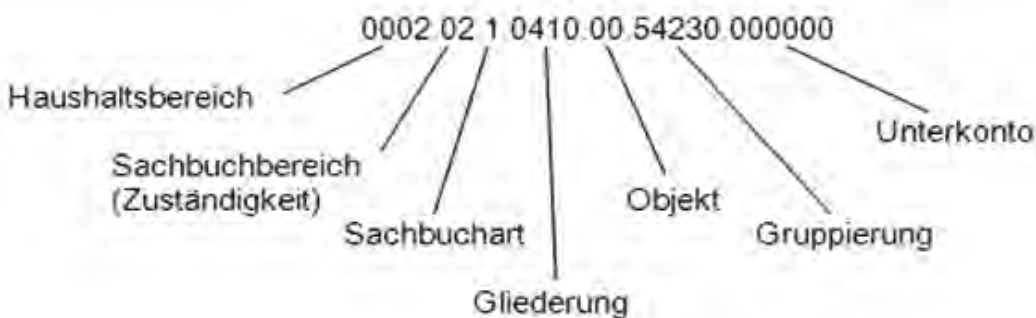 0002.02 1.0410.00.54230.000000
Haushaltsbereich
Unterkonto
Sachbuchbereich
(Zuständigkeit)
Objekt
Sachbuchart
Gruppierung
Gliederung